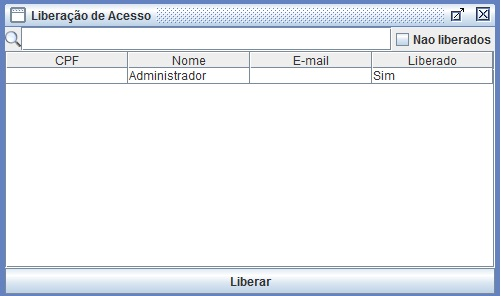 Liberação de Acesso
Nao liberados
CPF Nome E-mail Liberado
Administrador Sim
Liberar